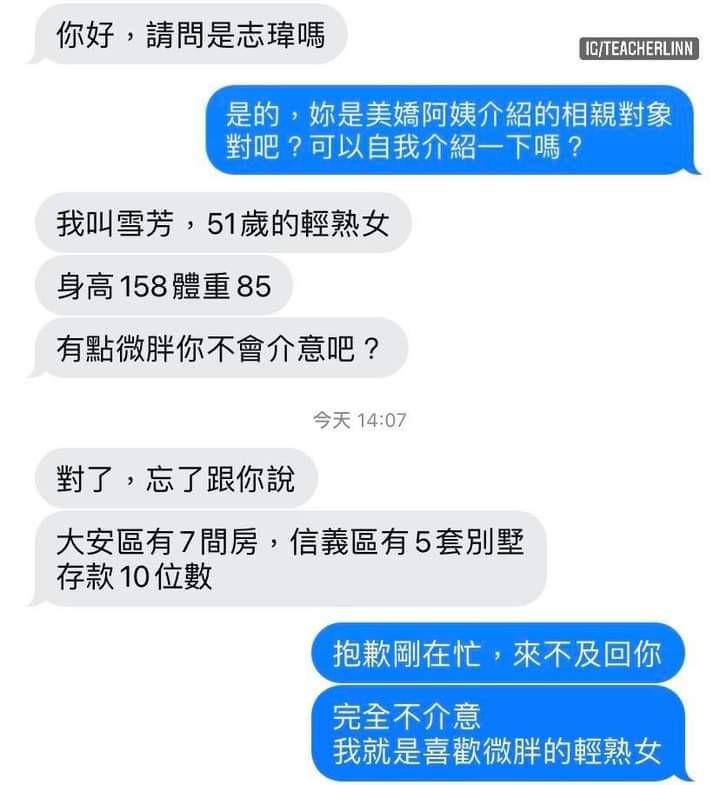 你好，請問是志瑋嗎
IG/TEACHERLINN
是的，妳是美嬌阿姨介紹的相親對象
對吧？可以自我介紹一下嗎？
我叫雪芳，51歲的輕熟女
身高158體重85
有點微胖你不會介意吧？
今天 14:07
對了，忘了跟你說
大安區有7間房，信義區有5套別墅
存款10位數
抱歉剛在忙，來不及回你
完全不介意
我就是喜歡微胖的輕熟女